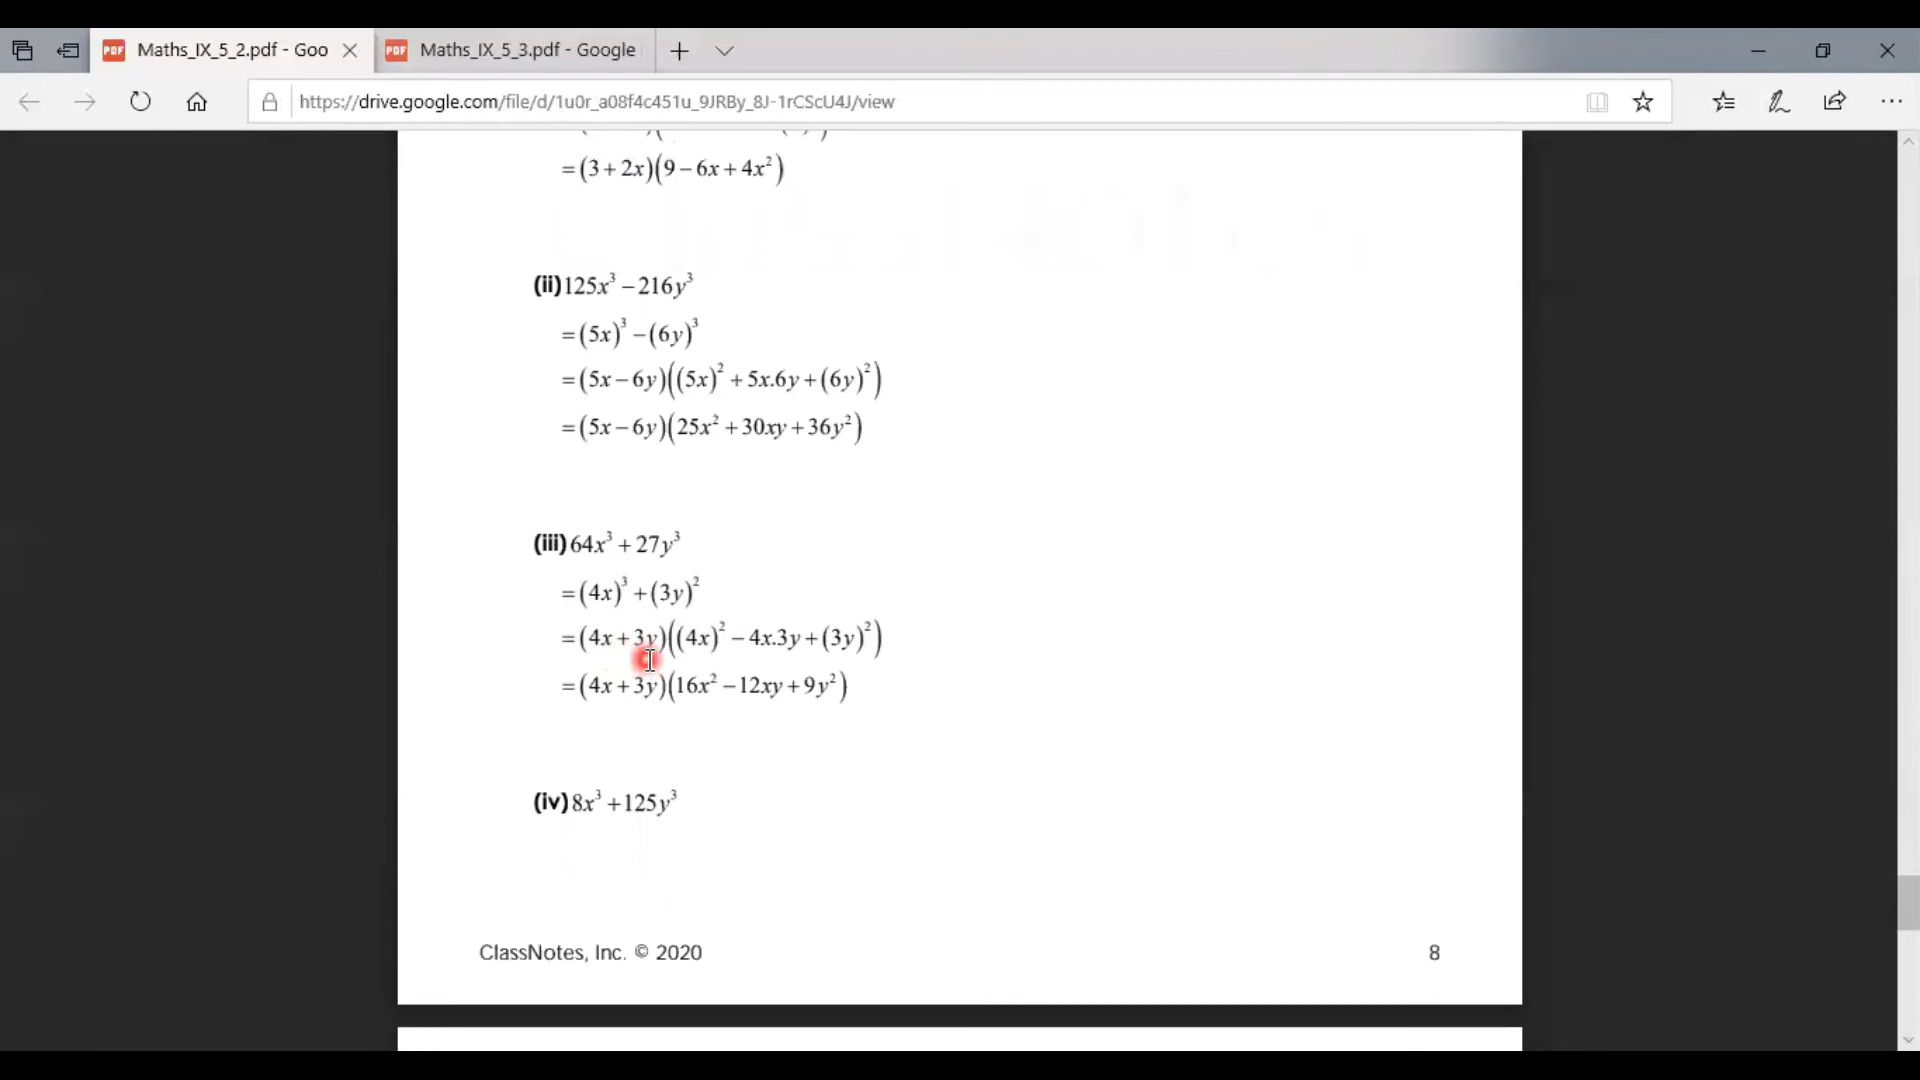 Maths_IX_5_2.pdf - Goo
Maths_IX_5_3.pdf - Google
https://drive.google.com/file/d/1u0r_a08f4c451u_9JRBy_8J-1rCScU4J/view
= (3 + 2x)(9 − 6x + 4x²)
(ii) 125x³ − 216y³
= (5x)³ − (6y)³
= (5x − 6y)((5x)² + 5x.6y + (6y)²)
= (5x − 6y)(25x² + 30xy + 36y²)
(iii) 64x³ + 27y³
= (4x)³ + (3y)²
= (4x + 3y)((4x)² − 4x.3y + (3y)²)
= (4x + 3y)(16x² − 12xy + 9y²)
(iv) 8x³ + 125y³
ClassNotes, Inc. © 2020 8